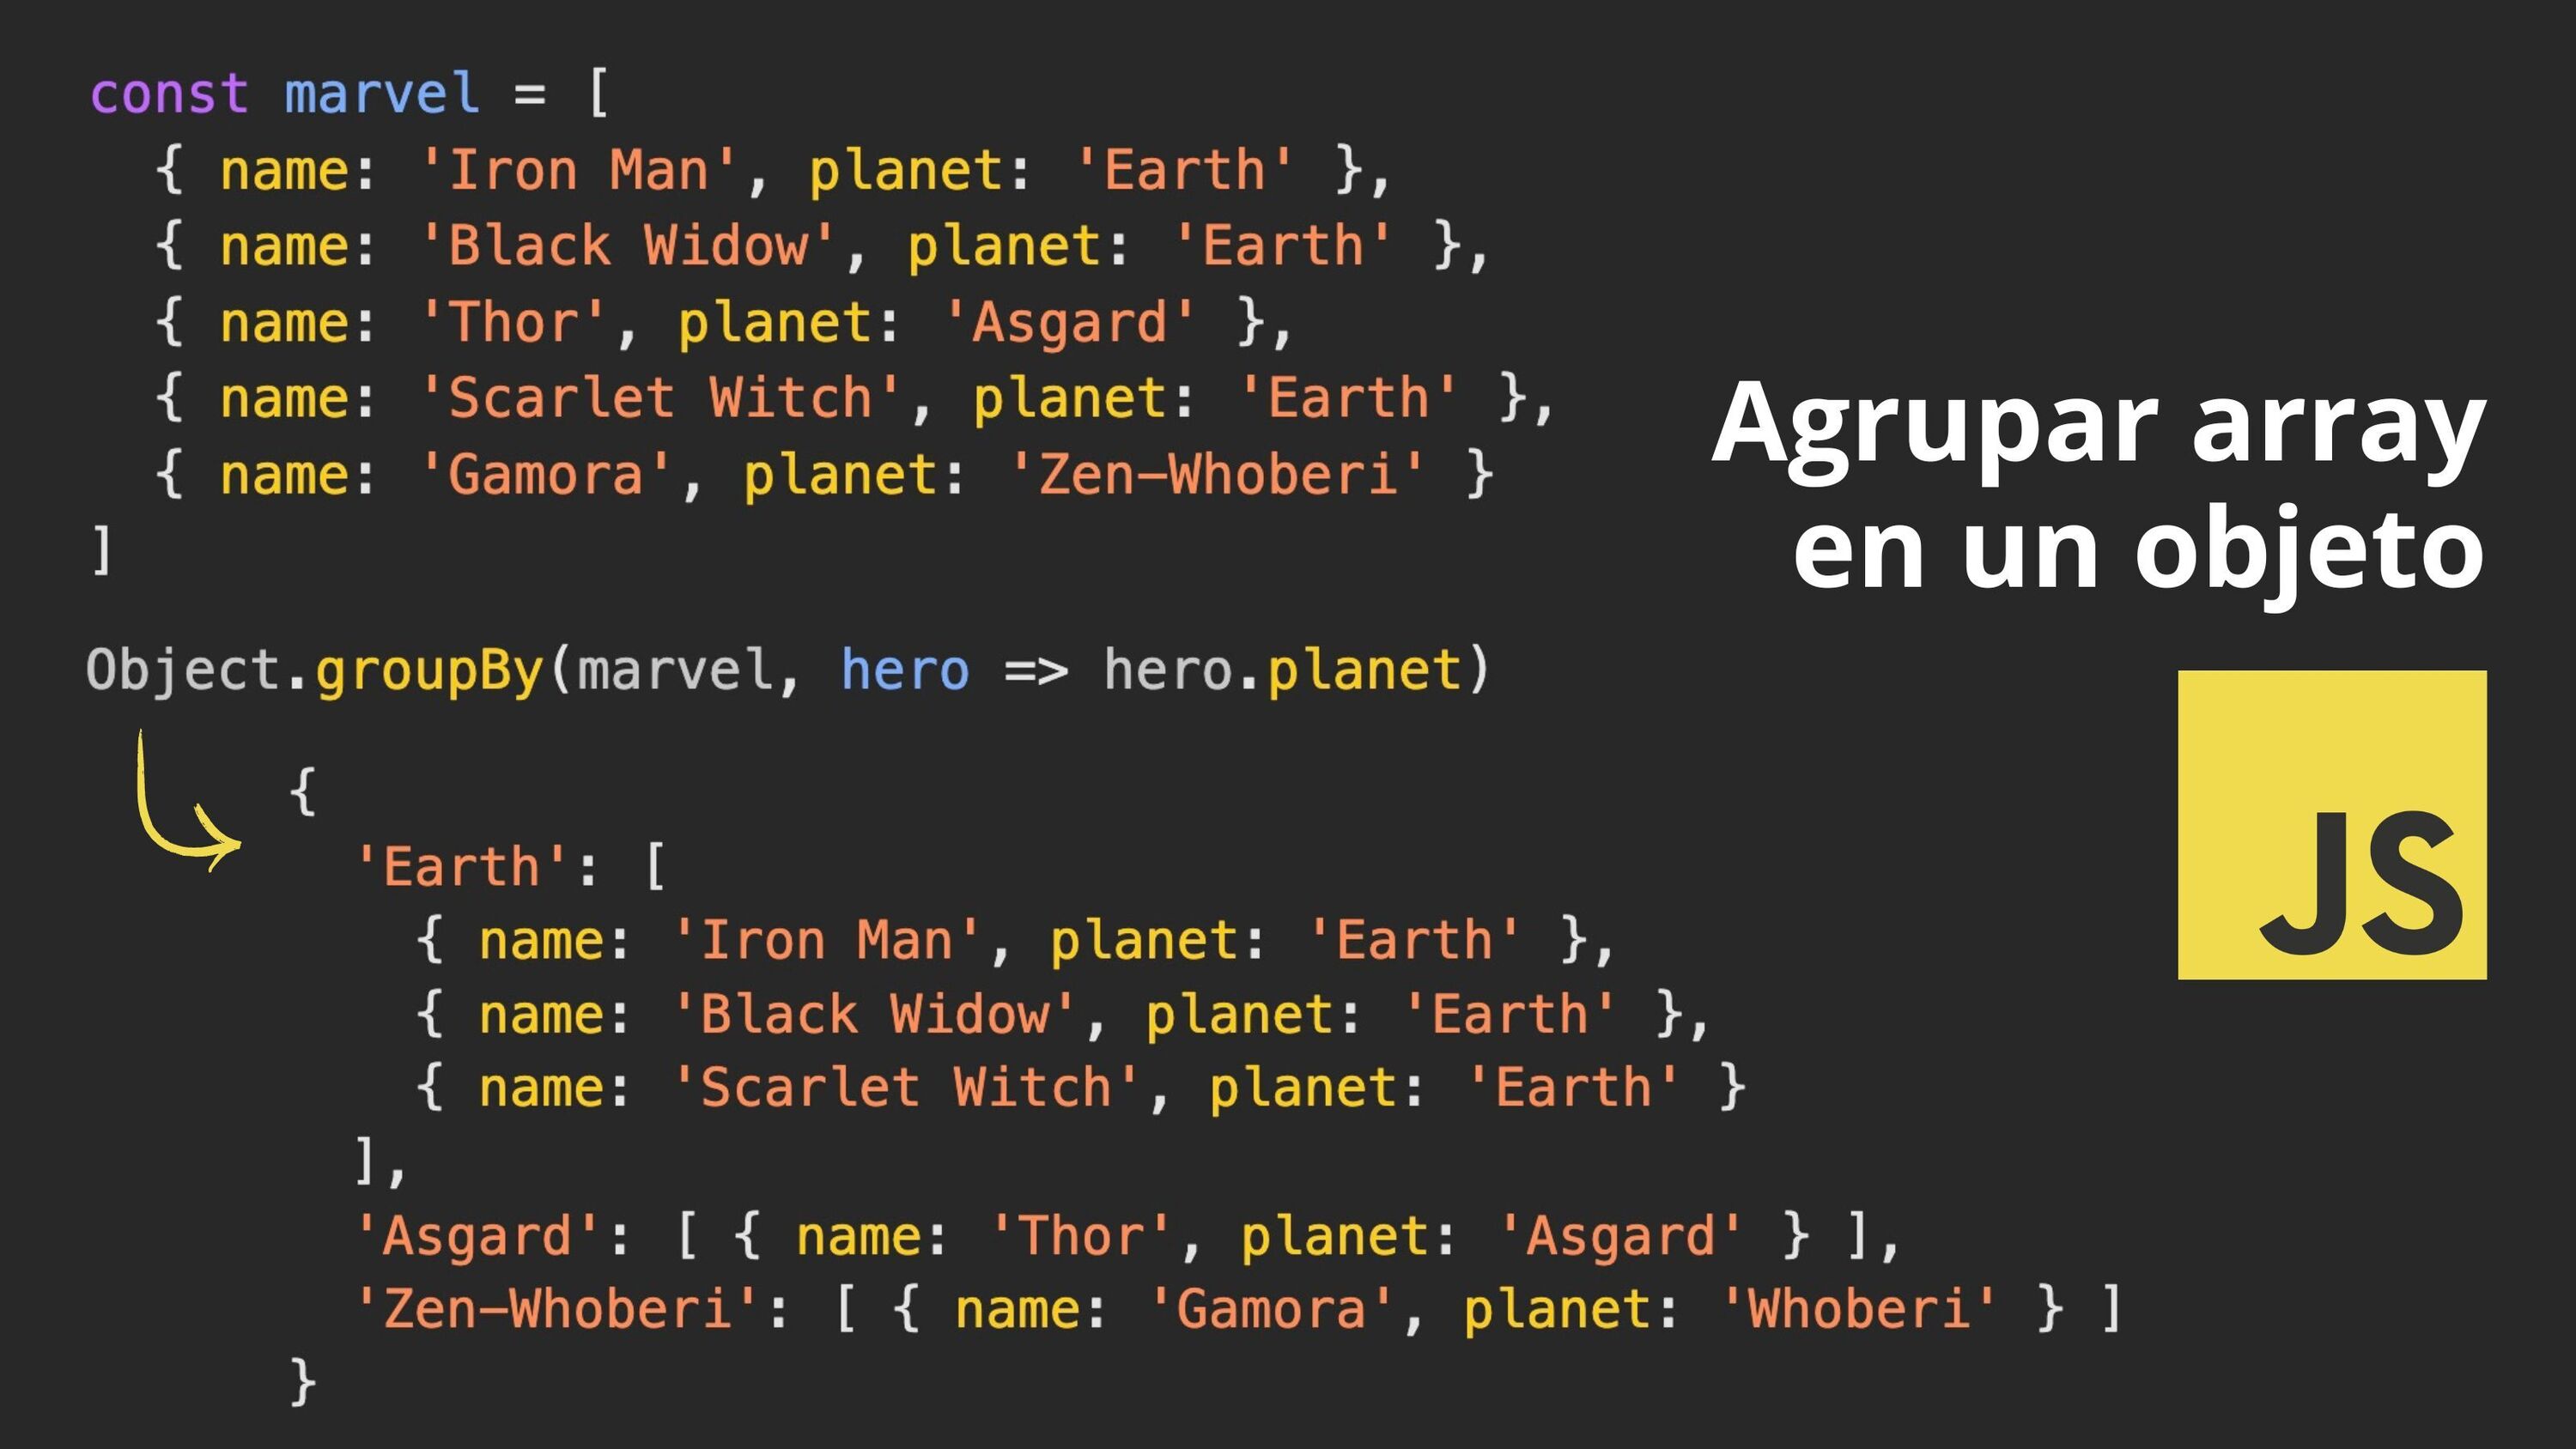 const marvel = [
{ name: 'Iron Man', planet: 'Earth' },
{ name: 'Black Widow', planet: 'Earth' },
{ name: 'Thor', planet: 'Asgard' },
{ name: 'Scarlet Witch', planet: 'Earth' },
{ name: 'Gamora', planet: 'Zen-Whoberi' }
]
Object.groupBy(marvel, hero => hero.planet)
{
'Earth': [
{ name: 'Iron Man', planet: 'Earth' },
{ name: 'Black Widow', planet: 'Earth' },
{ name: 'Scarlet Witch', planet: 'Earth' }
],
'Asgard': [ { name: 'Thor', planet: 'Asgard' } ],
'Zen-Whoberi': [ { name: 'Gamora', planet: 'Whoberi' } ]
}
Agrupar array
en un objeto
JS